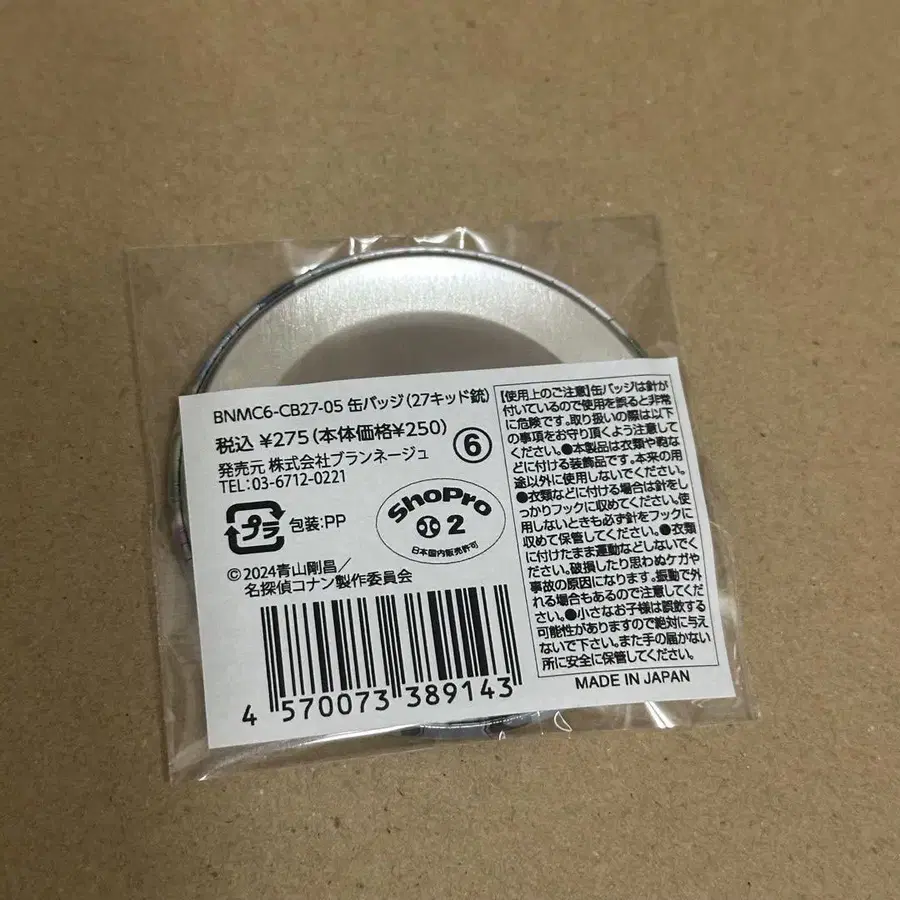 BNMC6-CB27-05 缶バッジ(27キッド銃)
税込 ¥275(本体価格¥250)
⑥
発売元 株式会社ブランネージュ
TEL:03-6712-0221
プラ
包装:PP
ShoPro
2
日本国内販売許可
©2024青山剛昌/
名探偵コナン製作委員会
4 570073 389143
【使用上のご注意】缶バッジは針が
付いているので使用を誤ると非常
に危険です。取り扱いの際は以下
の事項をお守り頂くよう注意して
ください。●本製品は衣類や鞄な
どに付ける装飾品です。本来の用
途以外に使用しないでください。
●衣類などに付ける場合は針をし
っかりフックに収めてください。使
用しないときも必ず針をフックに
収めて保管してください。●衣類
に付けたまま運動などしないでく
ださい。破損したり思わぬケガや
事故の原因になります。振動で外
れる場合もあるので注意してくだ
さい。●小さなお子様は誤飲する
可能性がありますので絶対に与え
ないで下さい。また手の届かない
所に安全に保管してください。
MADE IN JAPAN